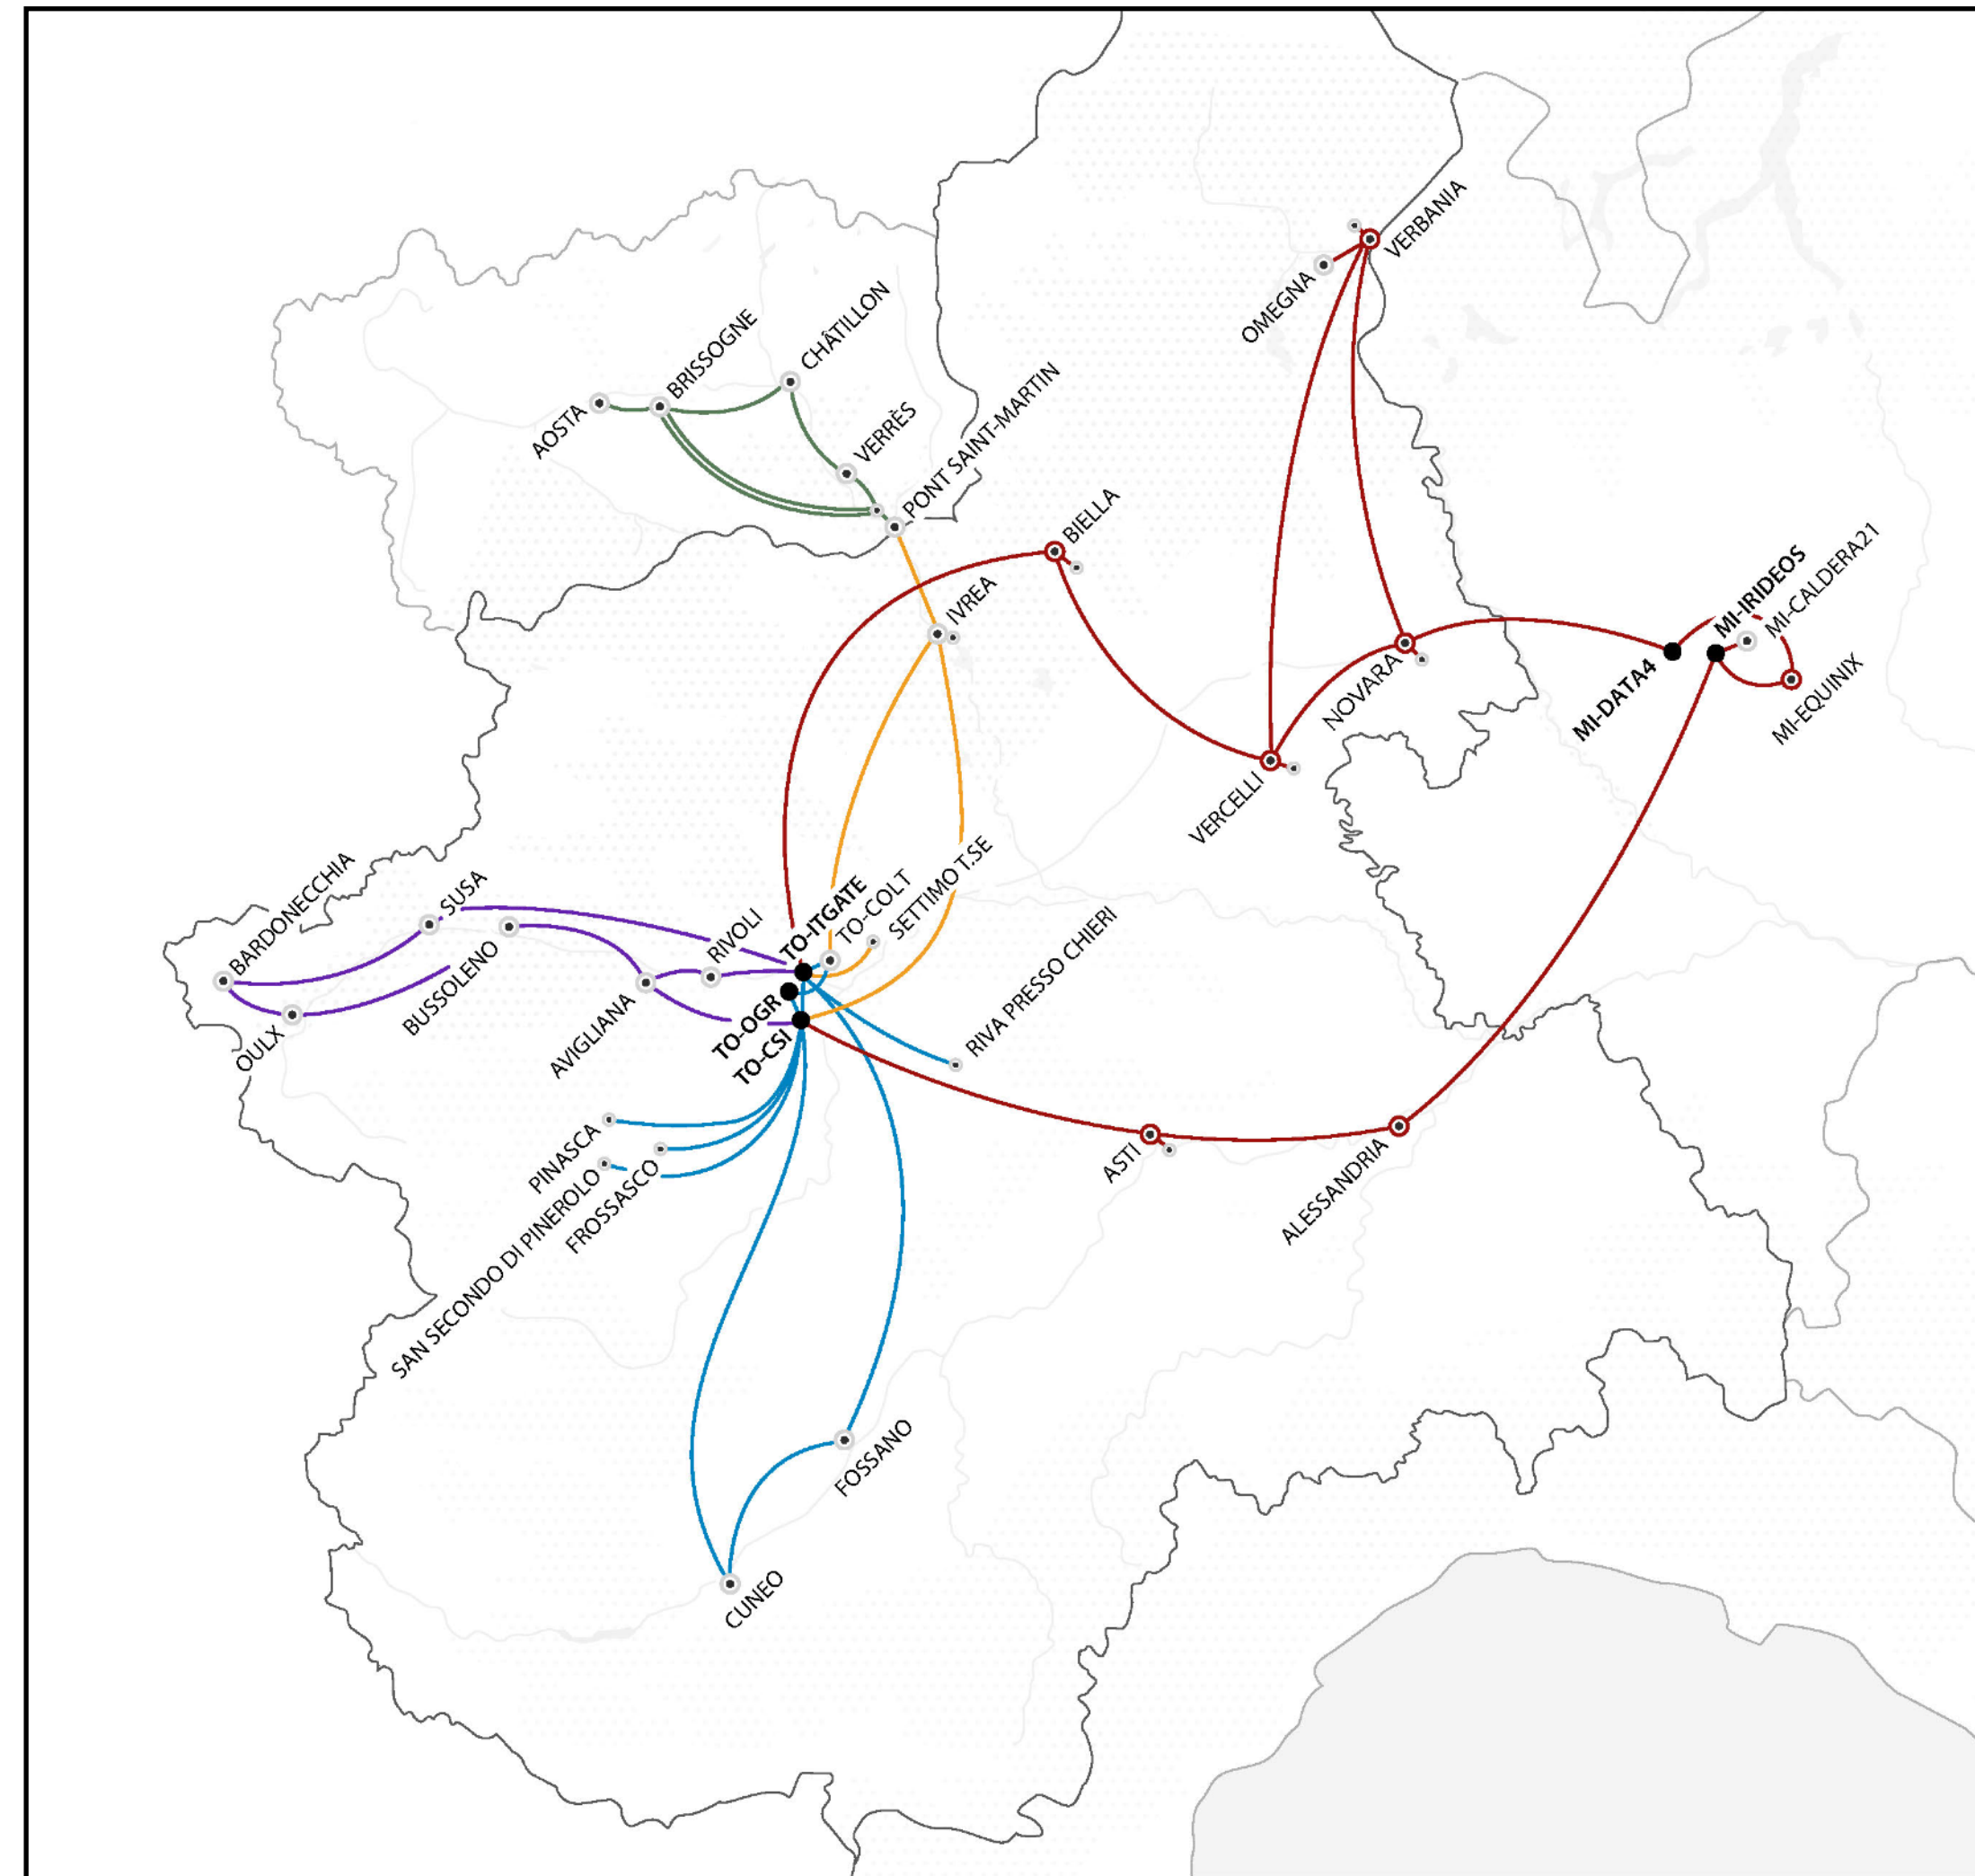 VERBANIA
OMEGNA
CHÂTILLON
BRISSOGNE
AOSTA
VERRÈS
PONT SAINT-MARTIN
BIELLA
IVREA
MI-IRIDEOS
MI-CALDERA21
MI-DATA4
MI-EQUINIX
NOVARA
VERCELLI
BARDONECCHIA
SUSA
BUSSOLENO
RIVOLI
TO-ITGATE
TO-COLT
SETTIMO T.SE
OULX
AVIGLIANA
TO-OGR
TO-CSI
RIVA PRESSO CHIERI
PINASCA
SAN SECONDO DI PINEROLO
FROSSASCO
ASTI
ALESSANDRIA
FOSSANO
CUNEO